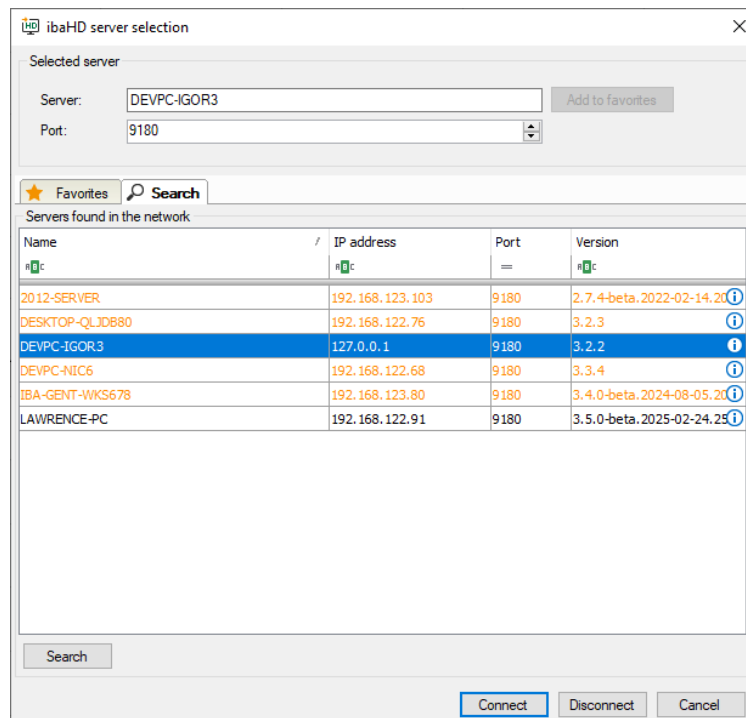 HD ibaHD server selection
Selected server
Server: DEVPC-IGOR3 Add to favorites
Port: 9180
Favorites Search
Servers found in the network
Name / IP address Port Version
ABC ABC = ABC
2012-SERVER 192.168.123.103 9180 2.7.4-beta.2022-02-14.20
DESKTOP-QLJDB80 192.168.122.76 9180 3.2.3
DEVPC-IGOR3 127.0.0.1 9180 3.2.2
DEVPC-NIC6 192.168.122.68 9180 3.3.4
IBA-GENT-WKS678 192.168.123.80 9180 3.4.0-beta.2024-08-05.20
LAWRENCE-PC 192.168.122.91 9180 3.5.0-beta.2025-02-24.25
Search
Connect Disconnect Cancel